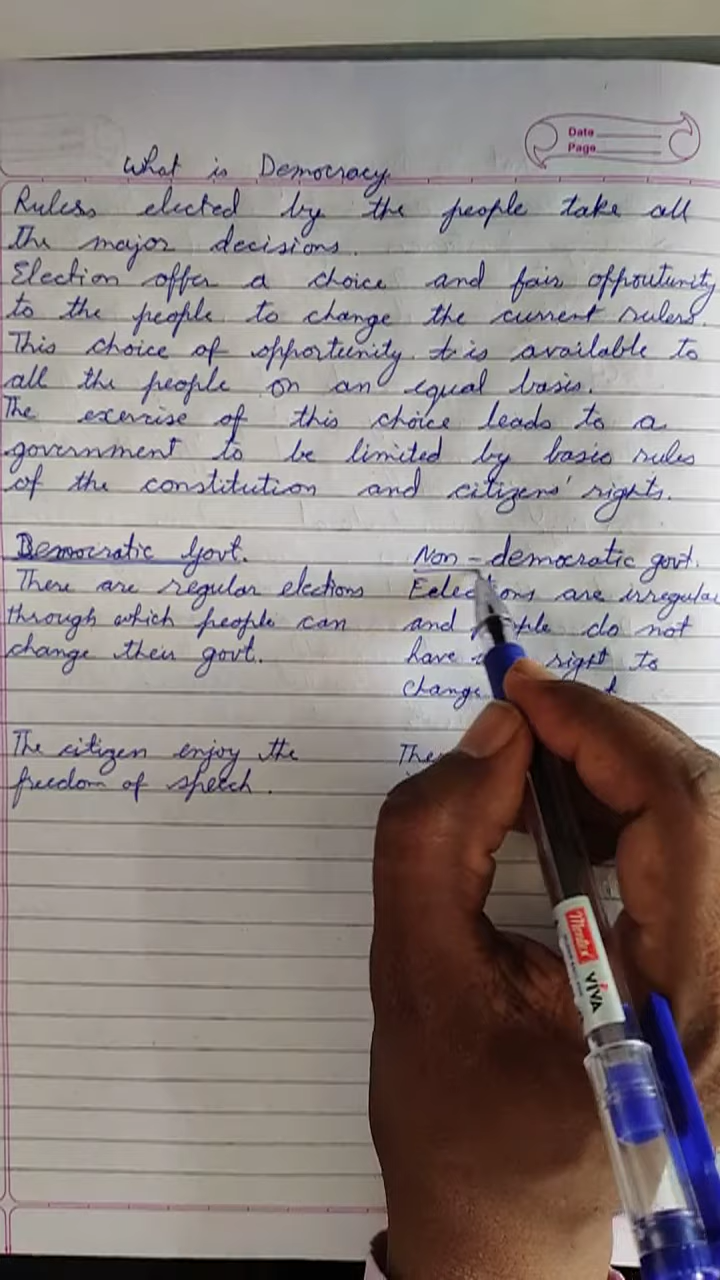 Date
Page
What is Democracy.
Rulers elected by the people take all
the major decisions.
Election offer a choice and fair opportunity
to the people to change the current rulers.
This choice of opportunity it is available to
all the people on an equal basis.
The exercise of this choice leads to a
government to be limited by basic rules
of the constitution and citizens' rights.
Democratic Govt.
There are regular elections
through which people can
change their govt.
The citizen enjoy the
freedom of speech.
Non-democratic govt.
Eelections are irregular
and people do not
have right to
change
Montex VIVA